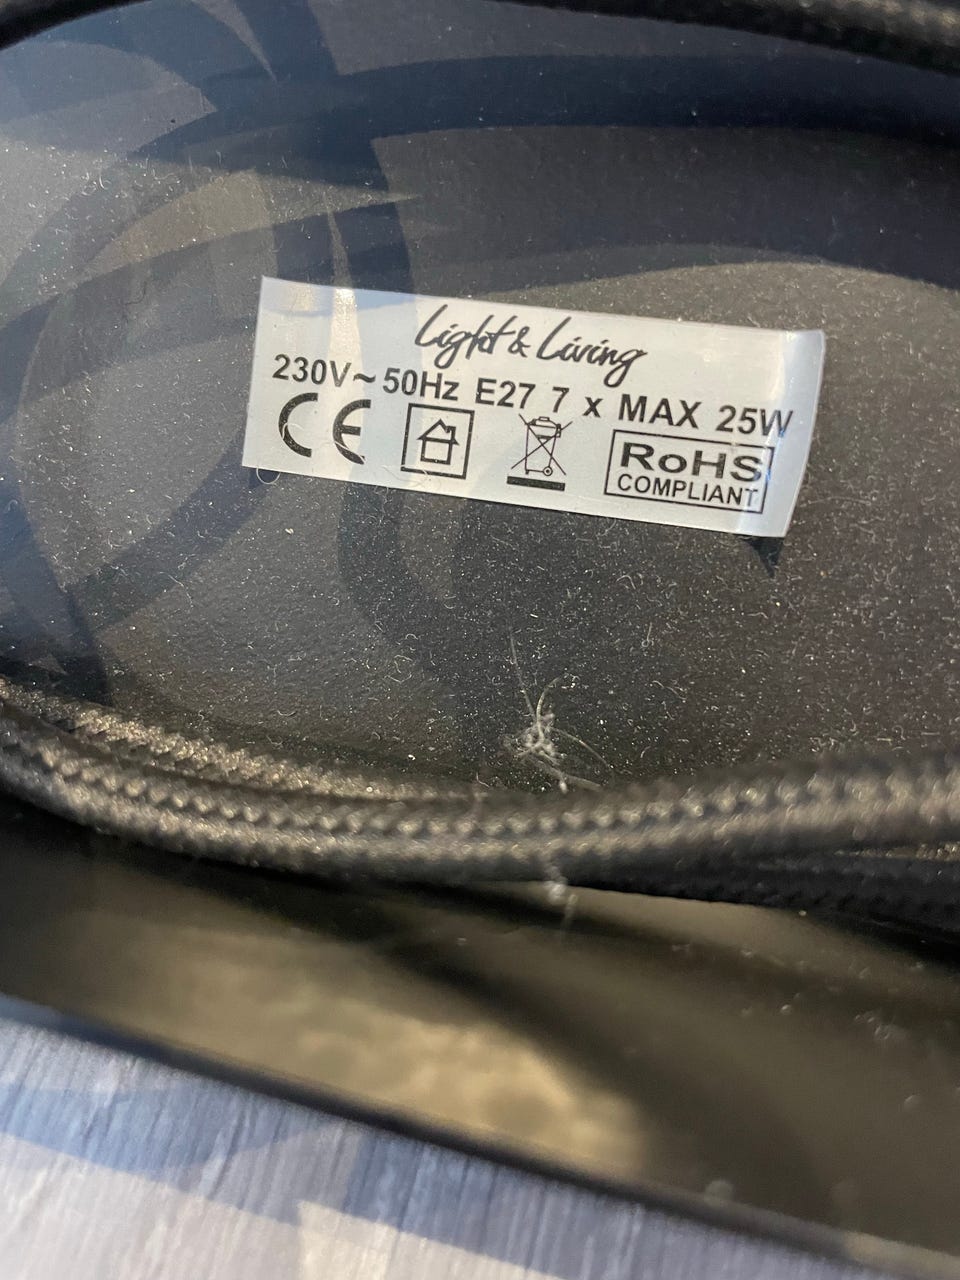 Light & Living
230V~ 50Hz E27 7 x MAX 25W
CE
RoHS
COMPLIANT